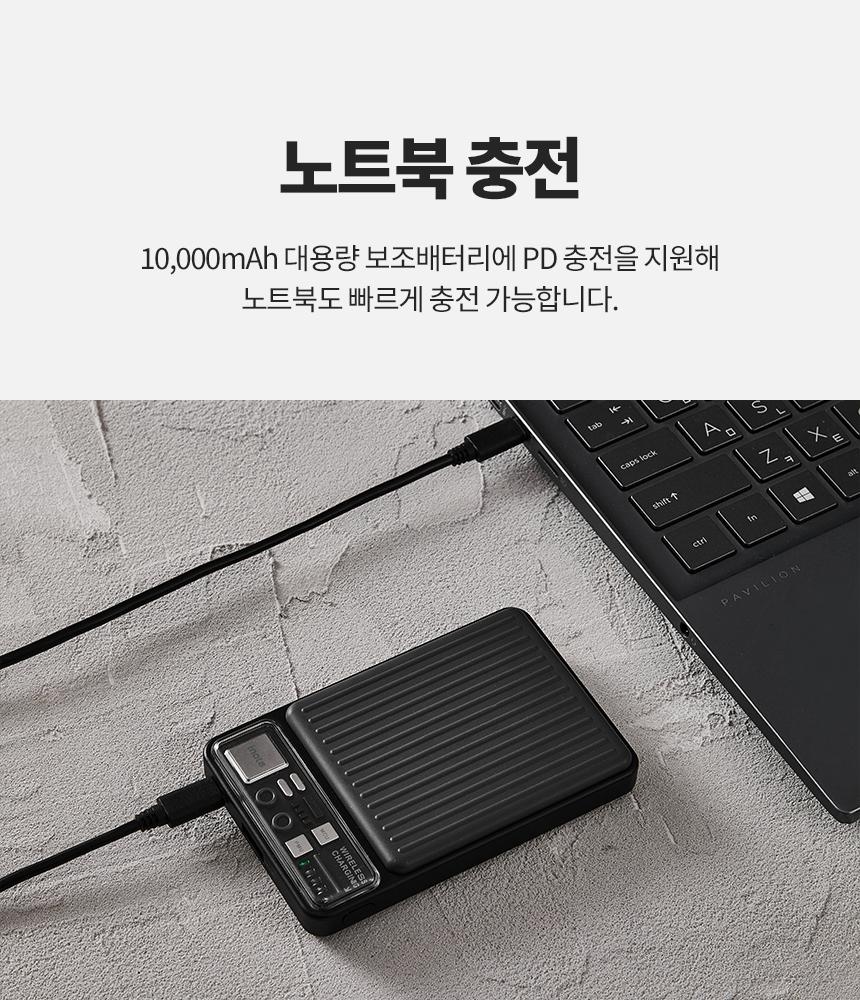 노트북 충전
10,000mAh 대용량 보조배터리에 PD 충전을 지원해
노트북도 빠르게 충전 가능합니다.
tab
A ㅁ
S ㄴ
caps lock
Z ㅋ
X ㅌ
shift
alt
fn
ctrl
PAVILION
inote
WIRELESS
CHARGING